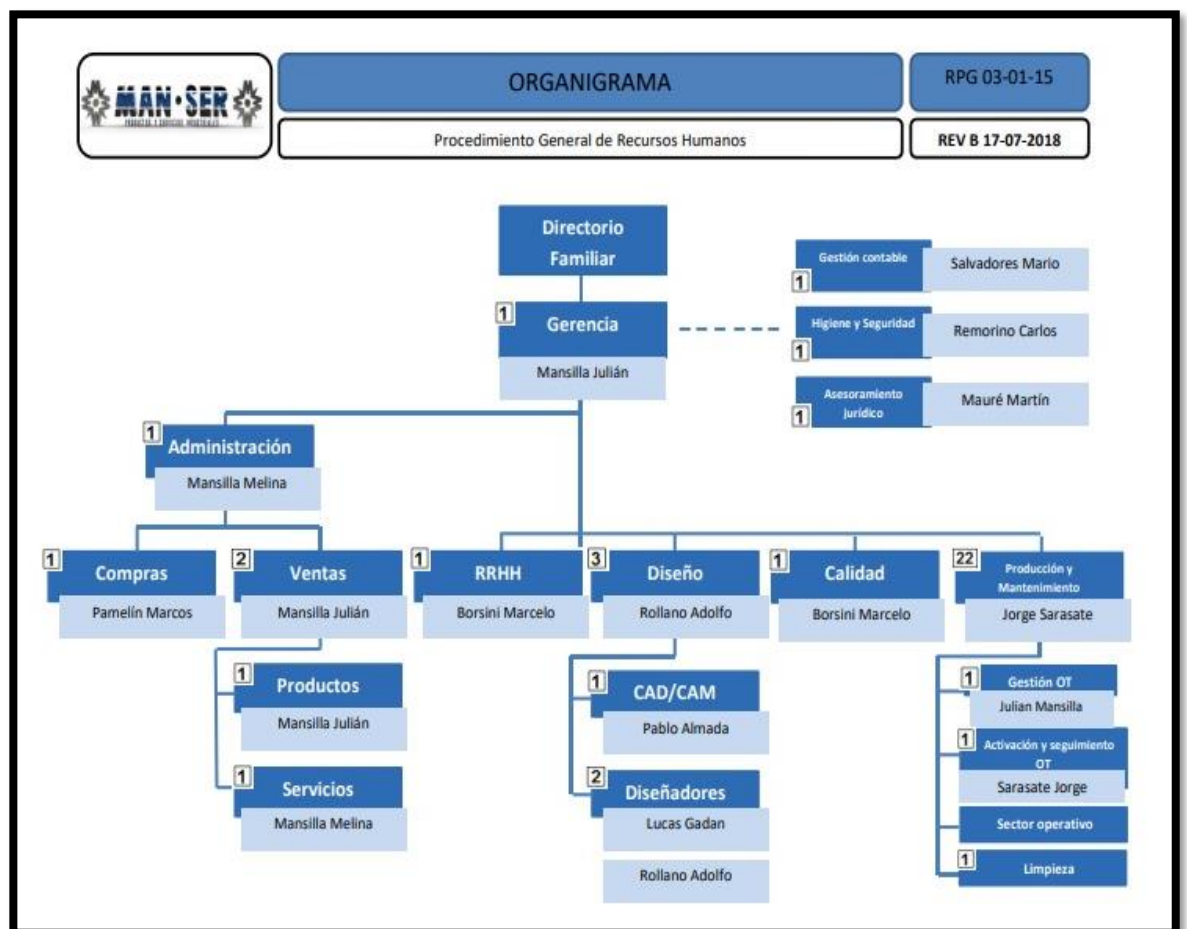 MAN·SER
PRODUCTOS Y SERVICIOS INDUSTRIALES
ORGANIGRAMA
RPG 03-01-15
Procedimiento General de Recursos Humanos
REV B 17-07-2018
Directorio
Familiar
1
Gerencia
Mansilla Julián
Gestión contable
1
Salvadores Mario
Higiene y Seguridad
1
Remorino Carlos
Asesoramiento
Jurídico
1
Mauré Martín
1
Administración
Mansilla Melina
1
Compras
Pamelín Marcos
2
Ventas
Mansilla Julián
1
RRHH
Borsini Marcelo
3
Diseño
Rollano Adolfo
1
Calidad
Borsini Marcelo
22
Producción y
Mantenimiento
Jorge Sarasate
1
Productos
Mansilla Julián
1
Servicios
Mansilla Melina
1
CAD/CAM
Pablo Almada
2
Diseñadores
Lucas Gadan
Rollano Adolfo
1
Gestión OT
Julian Mansilla
1
Activación y seguimiento
OT
Sarasate Jorge
Sector operativo
1
Limpieza